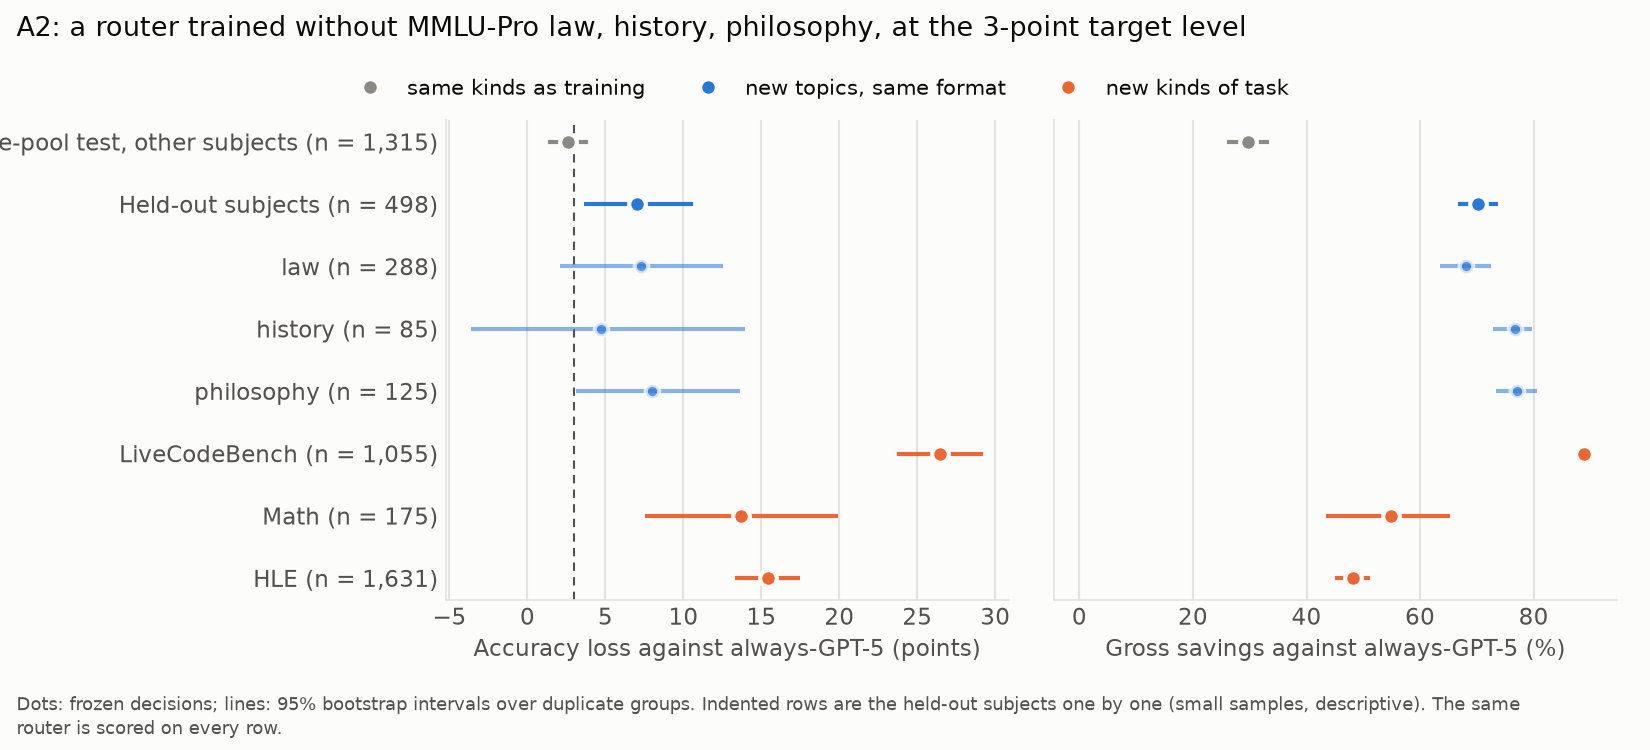 A2: a router trained without MMLU-Pro law, history, philosophy, at the 3-point target level
same kinds as training new topics, same format new kinds of task
e-pool test, other subjects (n = 1,315)
Held-out subjects (n = 498)
law (n = 288)
history (n = 85)
philosophy (n = 125)
LiveCodeBench (n = 1,055)
Math (n = 175)
HLE (n = 1,631)
−5 0 5 10 15 20 25 30
0 20 40 60 80
Accuracy loss against always-GPT-5 (points)
Gross savings against always-GPT-5 (%)
Dots: frozen decisions; lines: 95% bootstrap intervals over duplicate groups. Indented rows are the held-out subjects one by one (small samples, descriptive). The same
router is scored on every row.